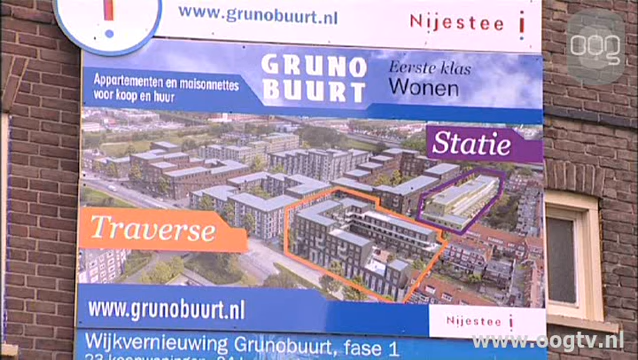 www.grunobuurt.nl
Nijestee
oog
Appartementen en maisonnettes
voor koop en huur
GRUNO
BUURT
Eerste klas
Wonen
Statie
Traverse
www.grunobuurt.nl
Nijestee
www.oogtv.nl
Wijkvernieuwing Grunobuurt, fase 1